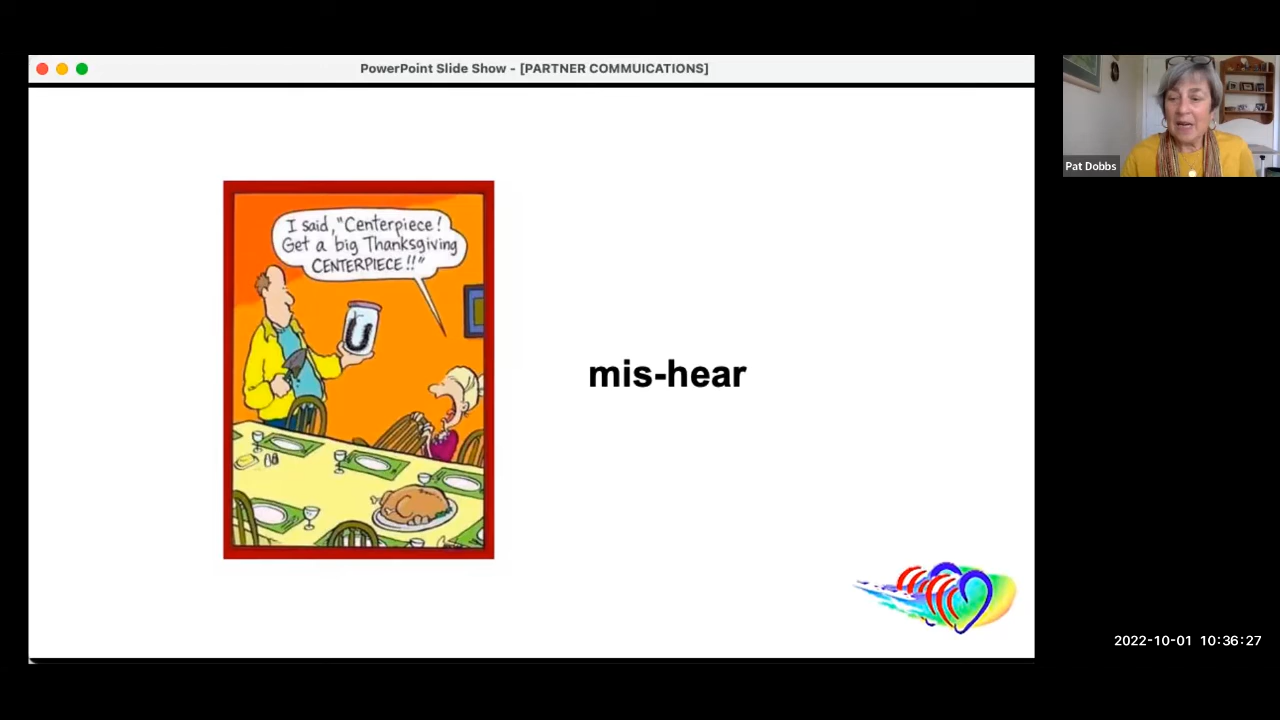 PowerPoint Slide Show - [PARTNER COMMUICATIONS]
I said, "Centerpiece!
Get a big Thanksgiving
CENTERPIECE!!"
mis-hear
Pat Dobbs
2022-10-01 10:36:27